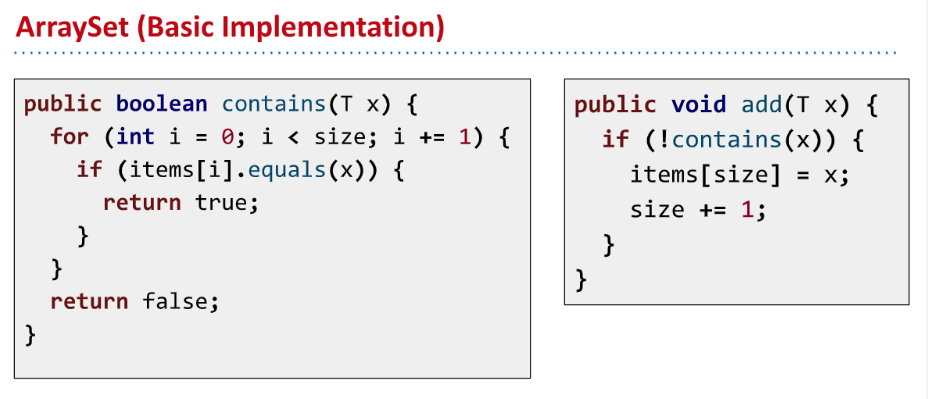 ArraySet (Basic Implementation)
public boolean contains(T x) {
  for (int i = 0; i < size; i += 1) {
    if (items[i].equals(x)) {
      return true;
    }
  }
  return false;
}
public void add(T x) {
  if (!contains(x)) {
    items[size] = x;
    size += 1;
  }
}